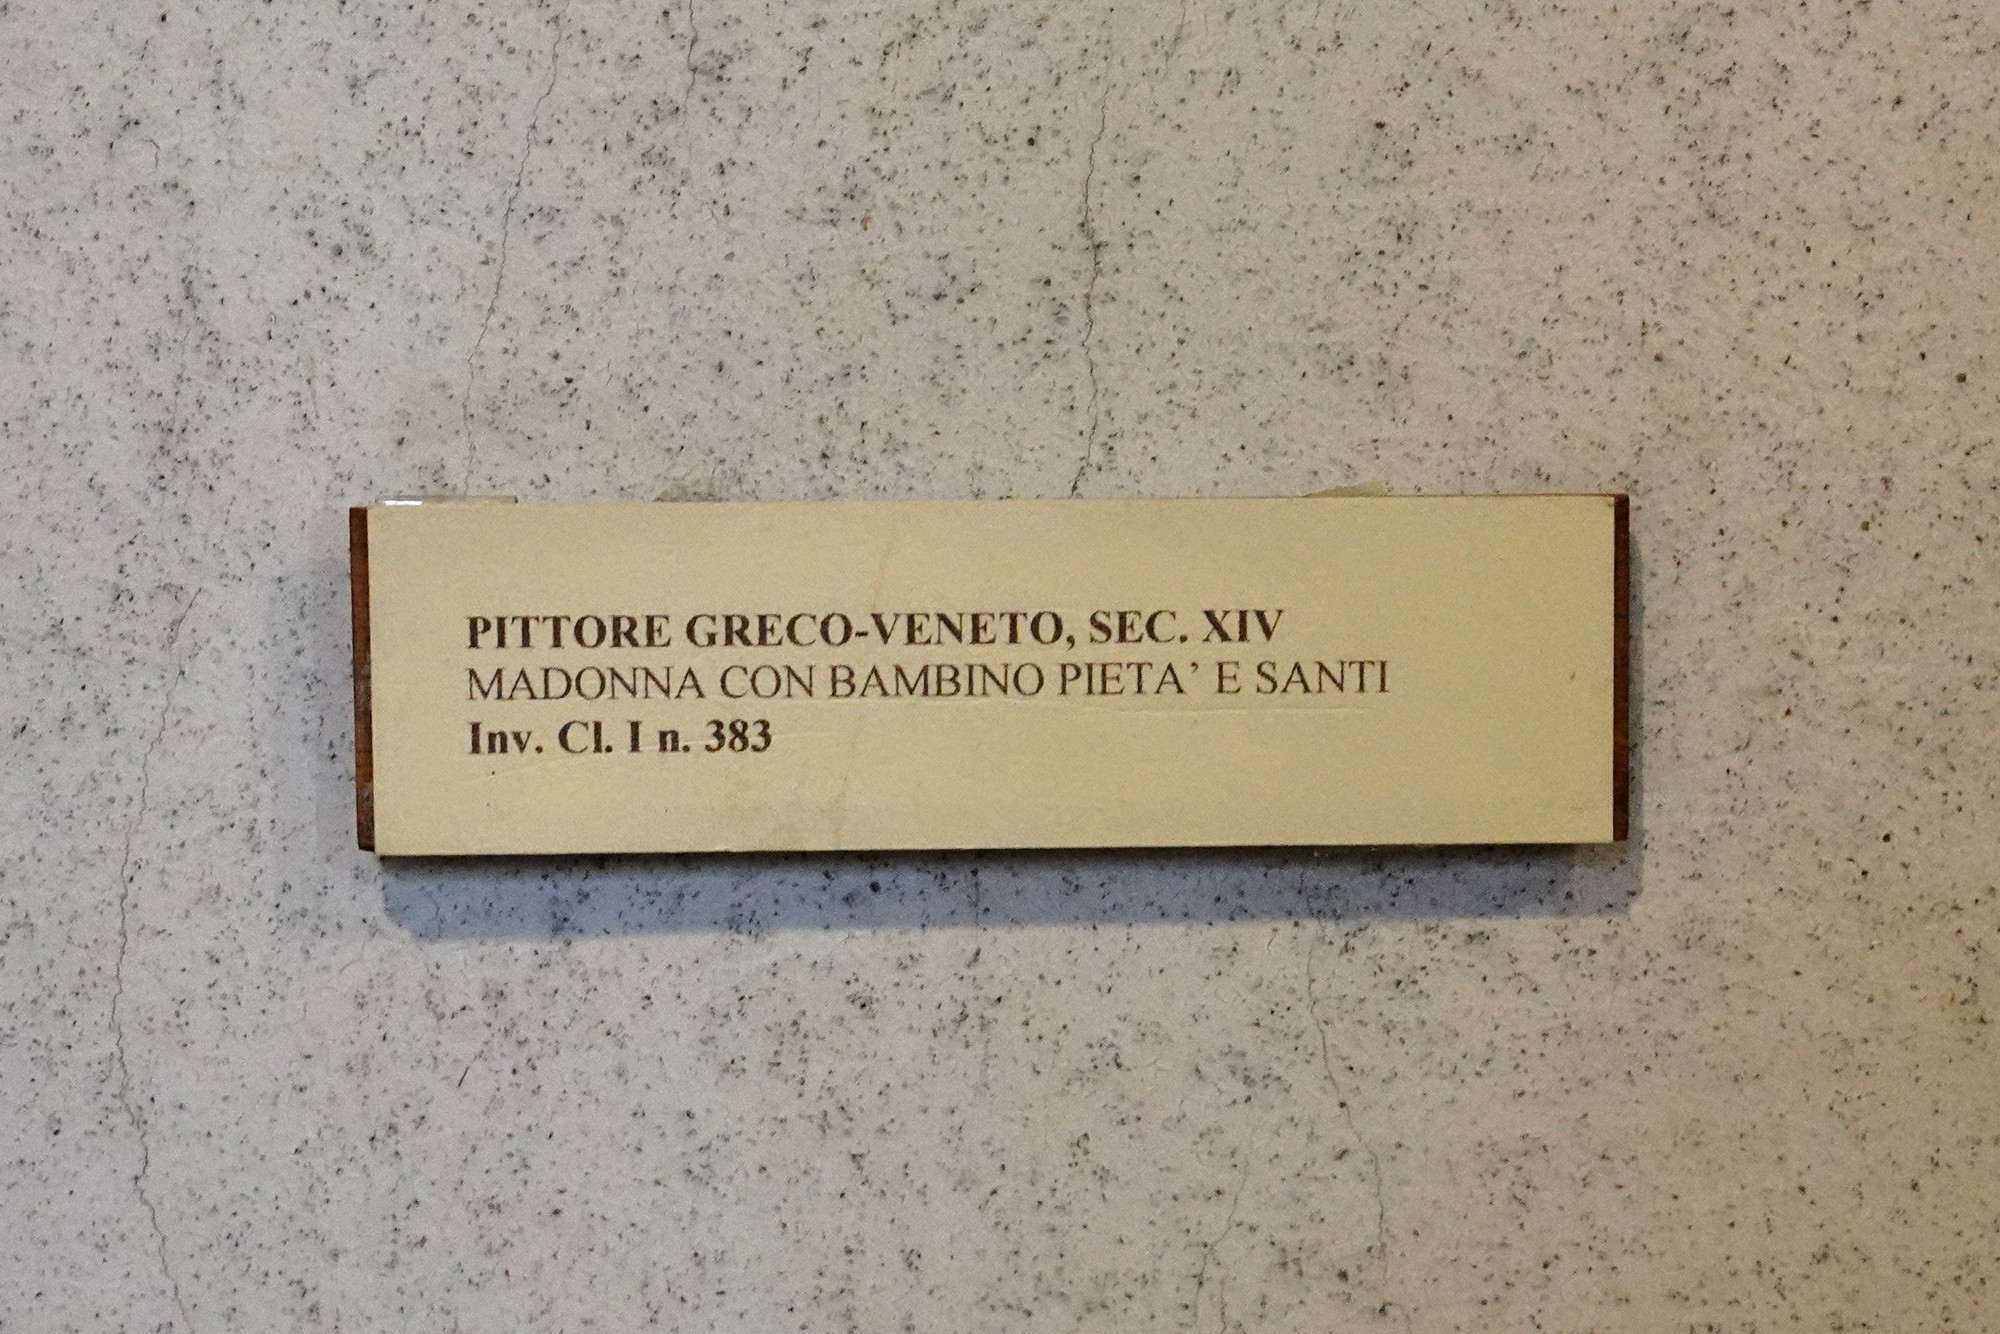 PITTORE GRECO-VENETO, SEC. XIV
MADONNA CON BAMBINO PIETA’ E SANTI
Inv. Cl. I n. 383